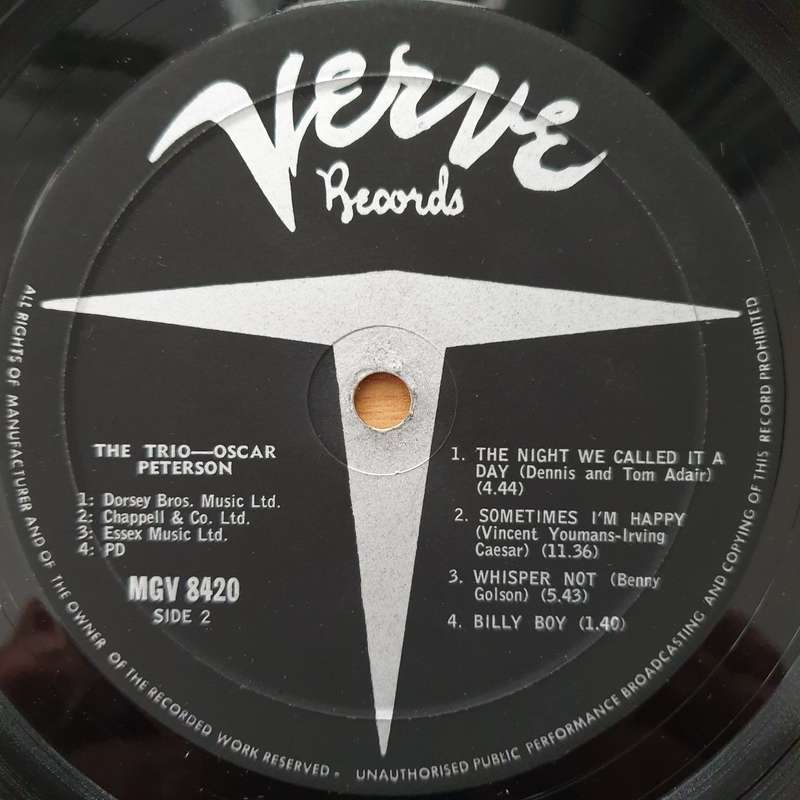 Verve
Records
THE TRIO—OSCAR
PETERSON
1: Dorsey Bros. Music Ltd.
2: Chappell & Co. Ltd.
3: Essex Music Ltd.
4: PD
MGV 8420
SIDE 2
1. THE NIGHT WE CALLED IT A
DAY (Dennis and Tom Adair)
(4.44)
2. SOMETIMES I'M HAPPY
(Vincent Youmans-Irving
Caesar) (11.36)
3. WHISPER NOT (Benny
Golson) (5.43)
4. BILLY BOY (1.40)
ALL RIGHTS OF MANUFACTURER AND OF THE OWNER OF THE RECORDED WORK RESERVED. UNAUTHORISED PUBLIC PERFORMANCE BROADCASTING AND COPYING OF THIS RECORD PROHIBITED